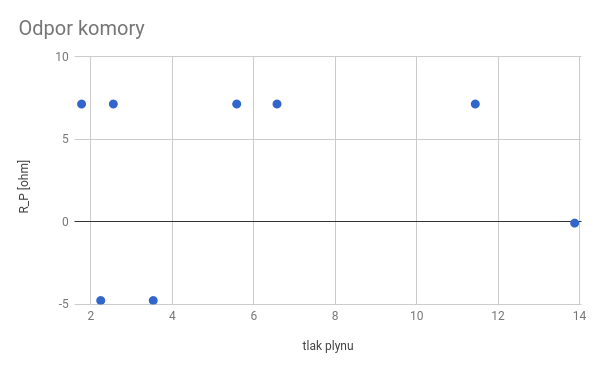 Odpor komory
10
5
0
-5
R_P [ohm]
2 4 6 8 10 12 14
tlak plynu